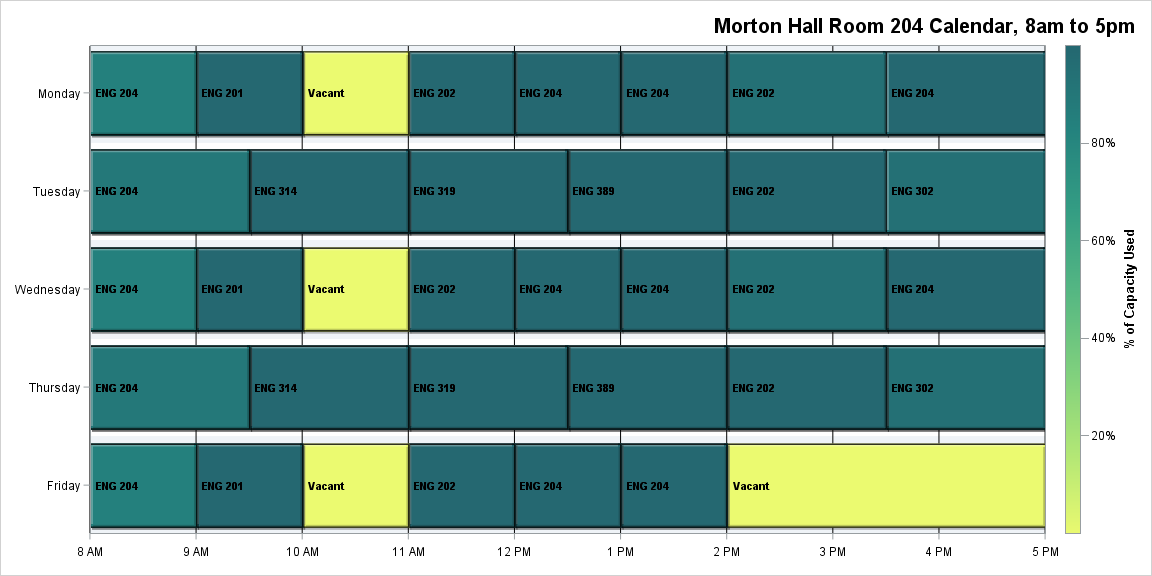 Morton Hall Room 204 Calendar, 8am to 5pm
Monday ENG 204 ENG 201 Vacant ENG 202 ENG 204 ENG 204 ENG 202 ENG 204
Tuesday ENG 204 ENG 314 ENG 319 ENG 389 ENG 202 ENG 302
Wednesday ENG 204 ENG 201 Vacant ENG 202 ENG 204 ENG 204 ENG 202 ENG 204
Thursday ENG 204 ENG 314 ENG 319 ENG 389 ENG 202 ENG 302
Friday ENG 204 ENG 201 Vacant ENG 202 ENG 204 ENG 204 Vacant
8 AM 9 AM 10 AM 11 AM 12 PM 1 PM 2 PM 3 PM 4 PM 5 PM
80%
60%
40%
20%
% of Capacity Used